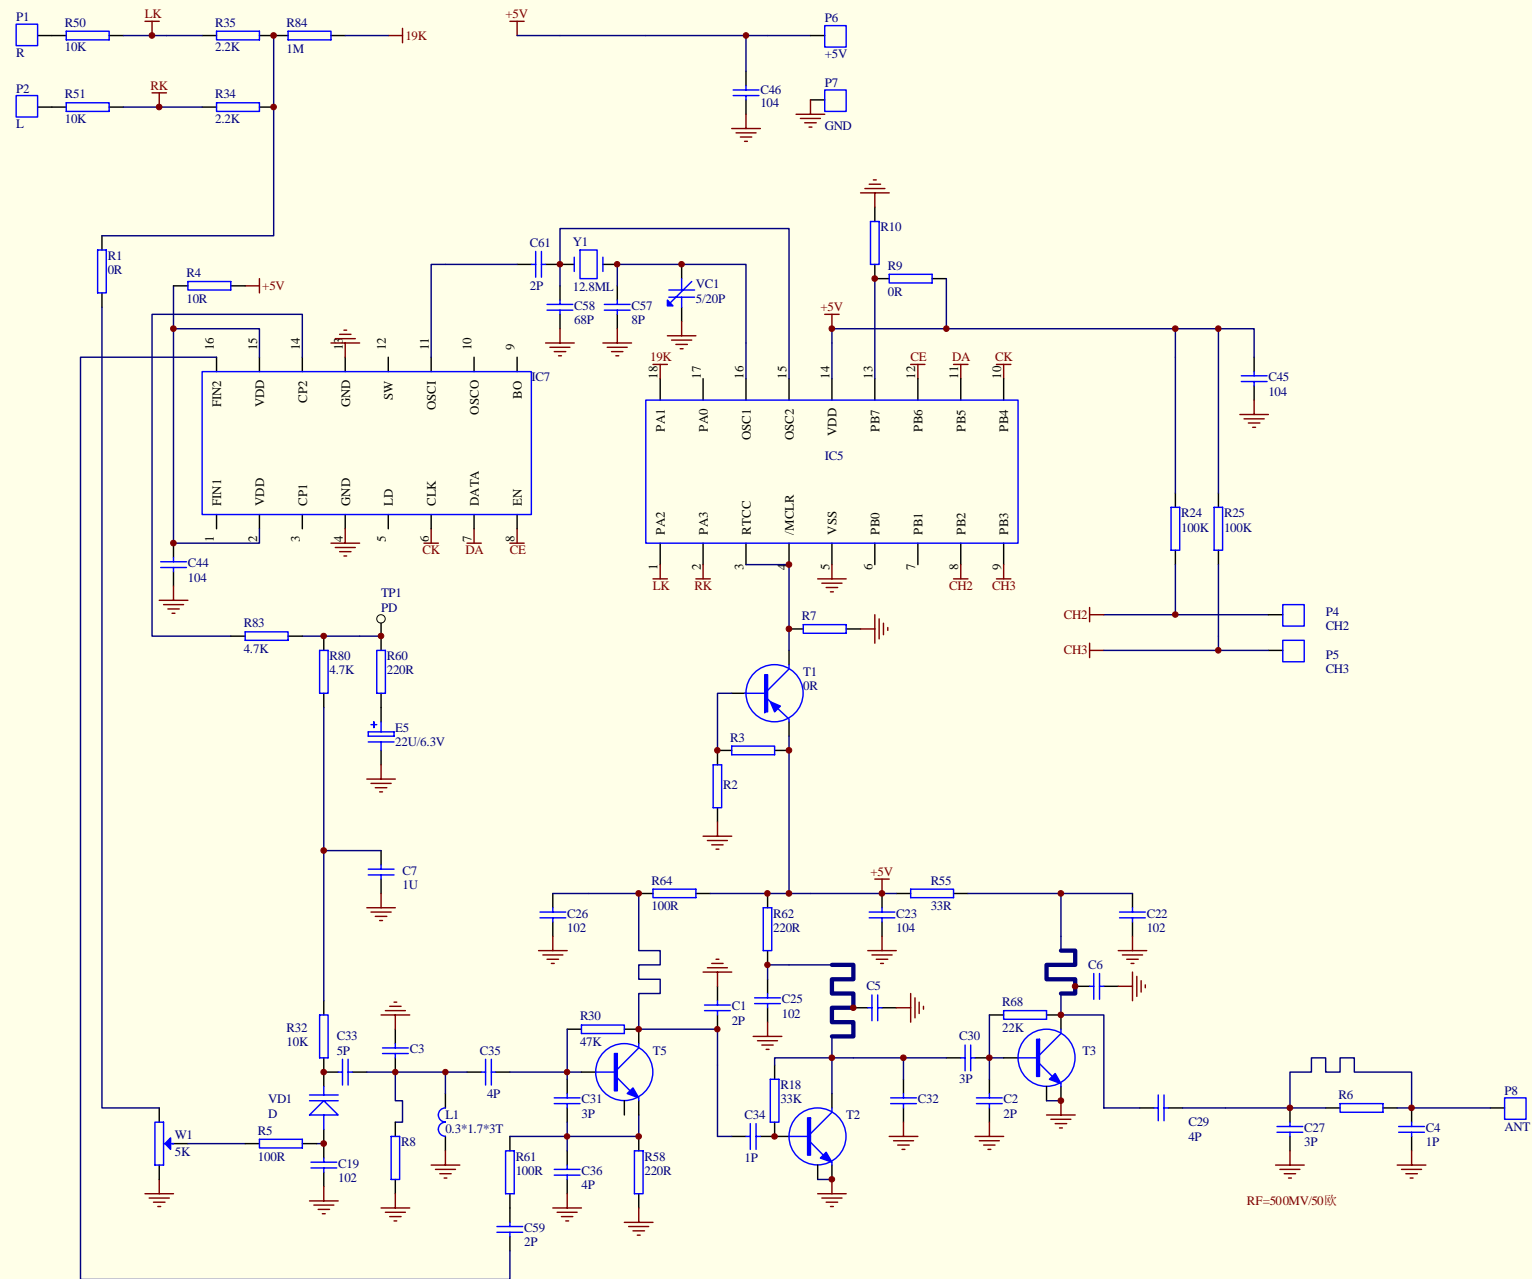 P1
R
R50
10K
LK
R35
2.2K
R84
1M
19K
P2
L
R51
10K
RK
R34
2.2K
+5V
P6
+5V
C46
104
P7
GND
R1
0R
R4
10R
+5V
C61
2P
Y1
12.8ML
C58
68P
C57
8P
VC1
5/20P
R10
R9
0R
+5V
16
15
14
13
12
11
10
9
FIN2
VDD
CP2
GND
SW
OSCI
OSCO
BO
IC7
FIN1
VDD
CP1
GND
LD
CLK
DATA
EN
1
2
3
4
5
6
7
8
CK
DA
CE
19K
CE
DA
CK
18
17
16
15
14
13
12
11
10
PA1
PA0
OSC1
OSC2
VDD
PB7
PB6
PB5
PB4
IC5
PA2
PA3
RTCC
/MCLR
VSS
PB0
PB1
PB2
PB3
1
2
3
4
5
6
7
8
9
LK
RK
CH2
CH3
C45
104
R24
100K
R25
100K
C44
104
CH2
P4
CH2
CH3
P5
CH3
TP1
PD
R83
4.7K
R80
4.7K
R60
220R
+
E5
22U/6.3V
R7
T1
0R
R3
R2
C7
1U
R64
100R
+5V
R55
33R
C26
102
R62
220R
C23
104
C22
102
C1
2P
C25
102
C5
C6
R32
10K
C33
5P
C3
C35
4P
R30
47K
T5
R68
22K
C30
3P
T3
VD1
D
L1
0.3*1.7*3T
C31
3P
R18
33K
C34
1P
T2
C32
C2
2P
C29
4P
R6
C27
3P
C4
1P
P8
ANT
W1
5K
R5
100R
C19
102
R8
R61
100R
C36
4P
R58
220R
C59
2P
RF=500MV/50欧